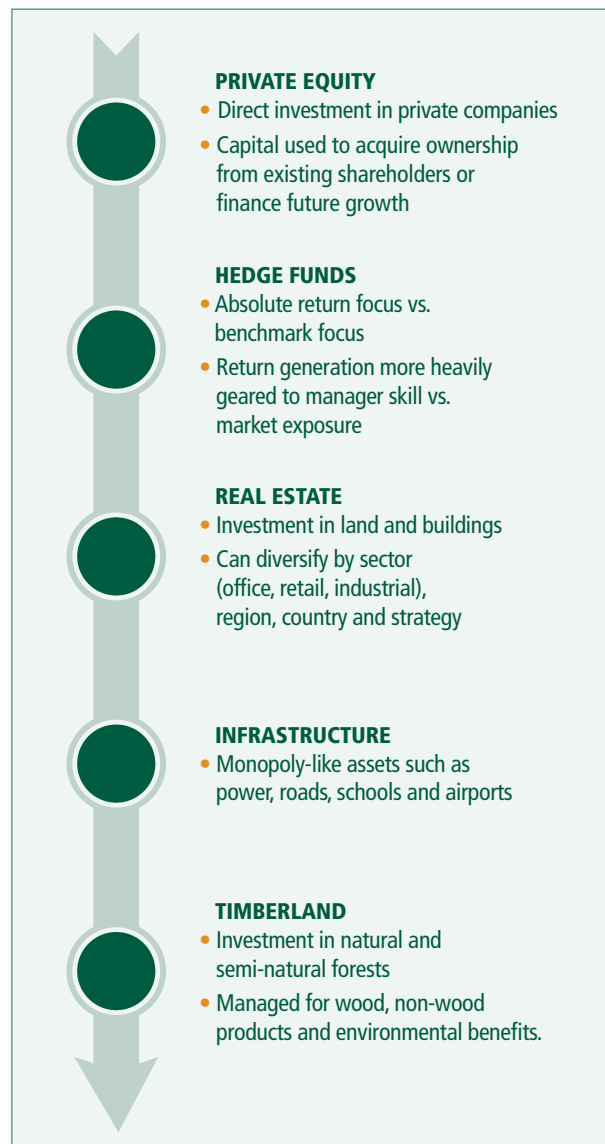 PRIVATE EQUITY
• Direct investment in private companies
• Capital used to acquire ownership
from existing shareholders or
finance future growth
HEDGE FUNDS
• Absolute return focus vs.
benchmark focus
• Return generation more heavily
geared to manager skill vs.
market exposure
REAL ESTATE
• Investment in land and buildings
• Can diversify by sector
(office, retail, industrial),
region, country and strategy
INFRASTRUCTURE
• Monopoly-like assets such as
power, roads, schools and airports
TIMBERLAND
• Investment in natural and
semi-natural forests
• Managed for wood, non-wood
products and environmental benefits.